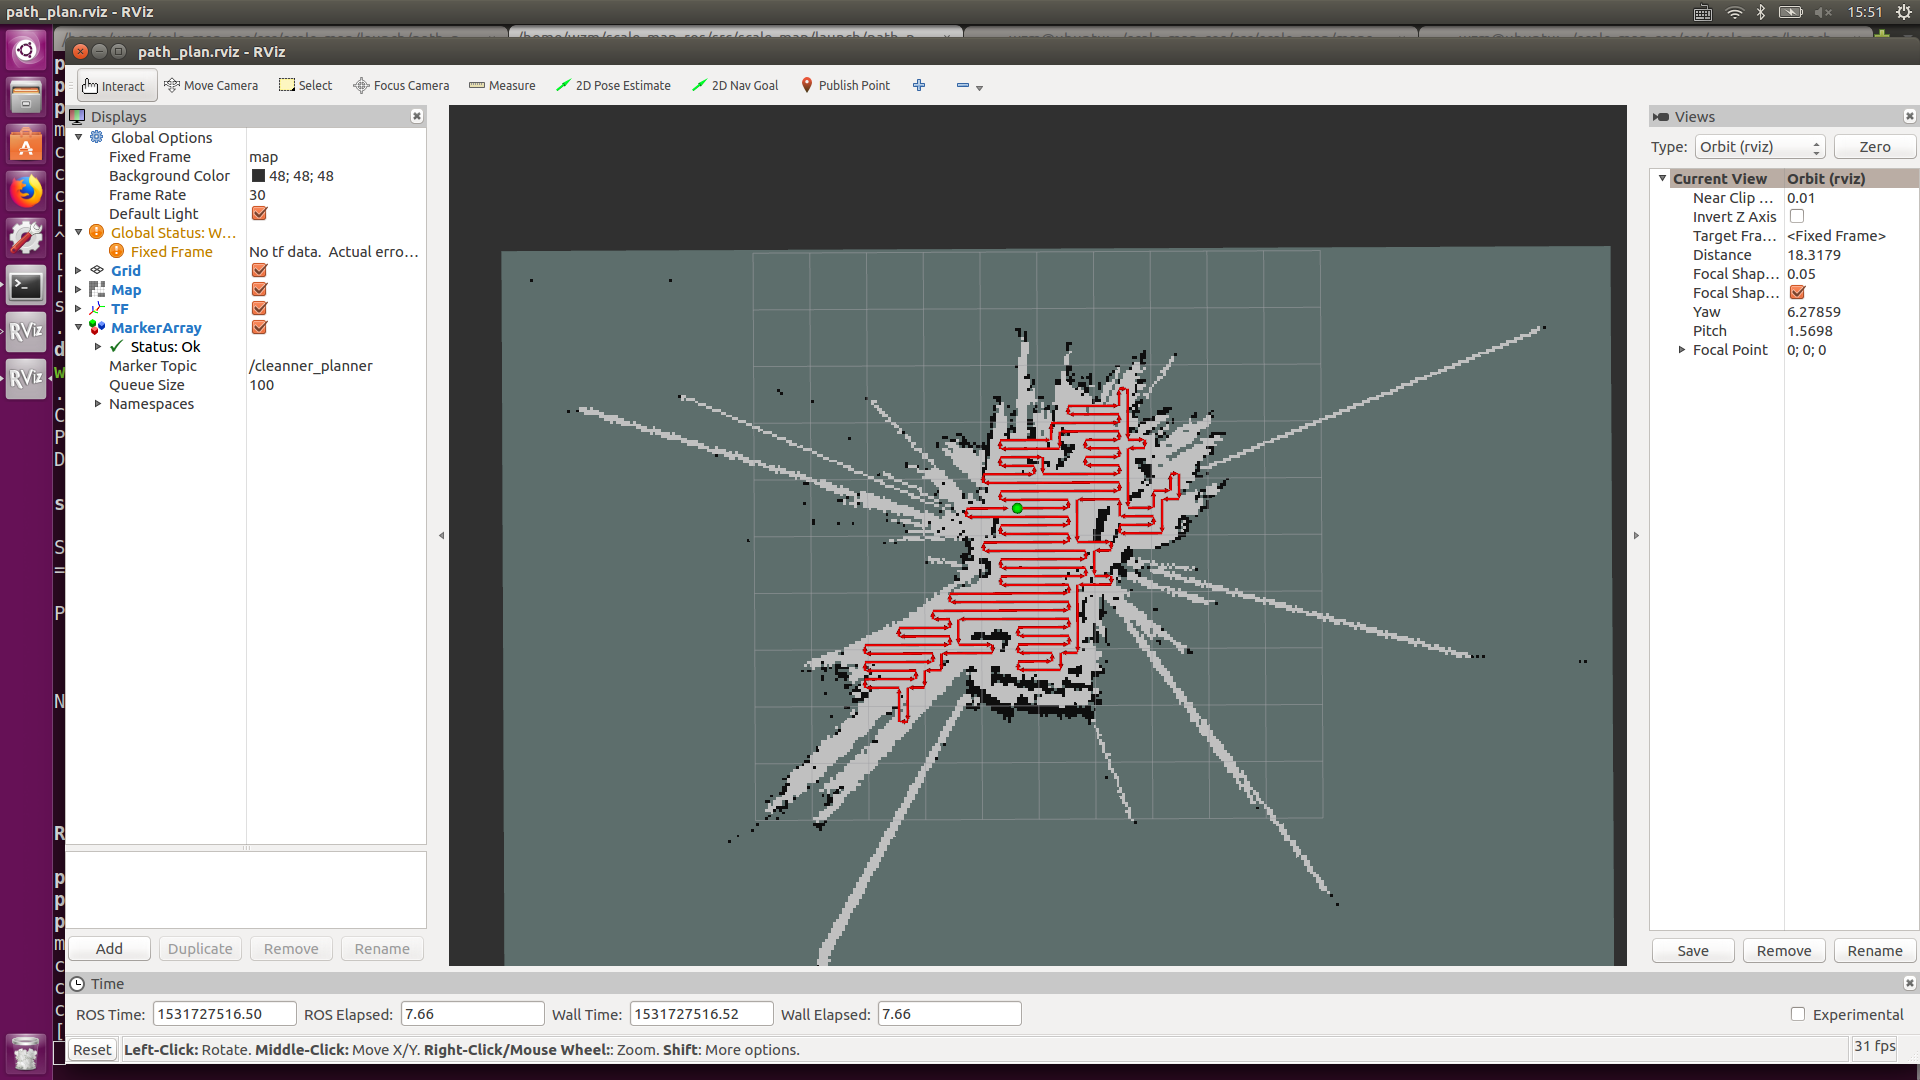 path_plan.rviz - RViz
15:51
path_plan.rviz - RViz
Interact
Move Camera
Select
Focus Camera
Measure
2D Pose Estimate
2D Nav Goal
Publish Point
Displays
Global Options
Fixed Frame map
Background Color 48; 48; 48
Frame Rate 30
Default Light
Global Status: W...
Fixed Frame No tf data. Actual erro...
Grid
Map
TF
MarkerArray
Status: Ok
Marker Topic /cleanner_planner
Queue Size 100
Namespaces
Add
Duplicate
Remove
Rename
Views
Type: Orbit (rviz) Zero
Current View Orbit (rviz)
Near Clip ... 0.01
Invert Z Axis
Target Fra... <Fixed Frame>
Distance 18.3179
Focal Shap... 0.05
Focal Shap...
Yaw 6.27859
Pitch 1.5698
Focal Point 0; 0; 0
Save
Remove
Rename
Time
ROS Time: 1531727516.50 ROS Elapsed: 7.66 Wall Time: 1531727516.52 Wall Elapsed: 7.66 Experimental
Reset Left-Click: Rotate. Middle-Click: Move X/Y. Right-Click/Mouse Wheel:: Zoom. Shift: More options. 31 fps
RViz
RViz